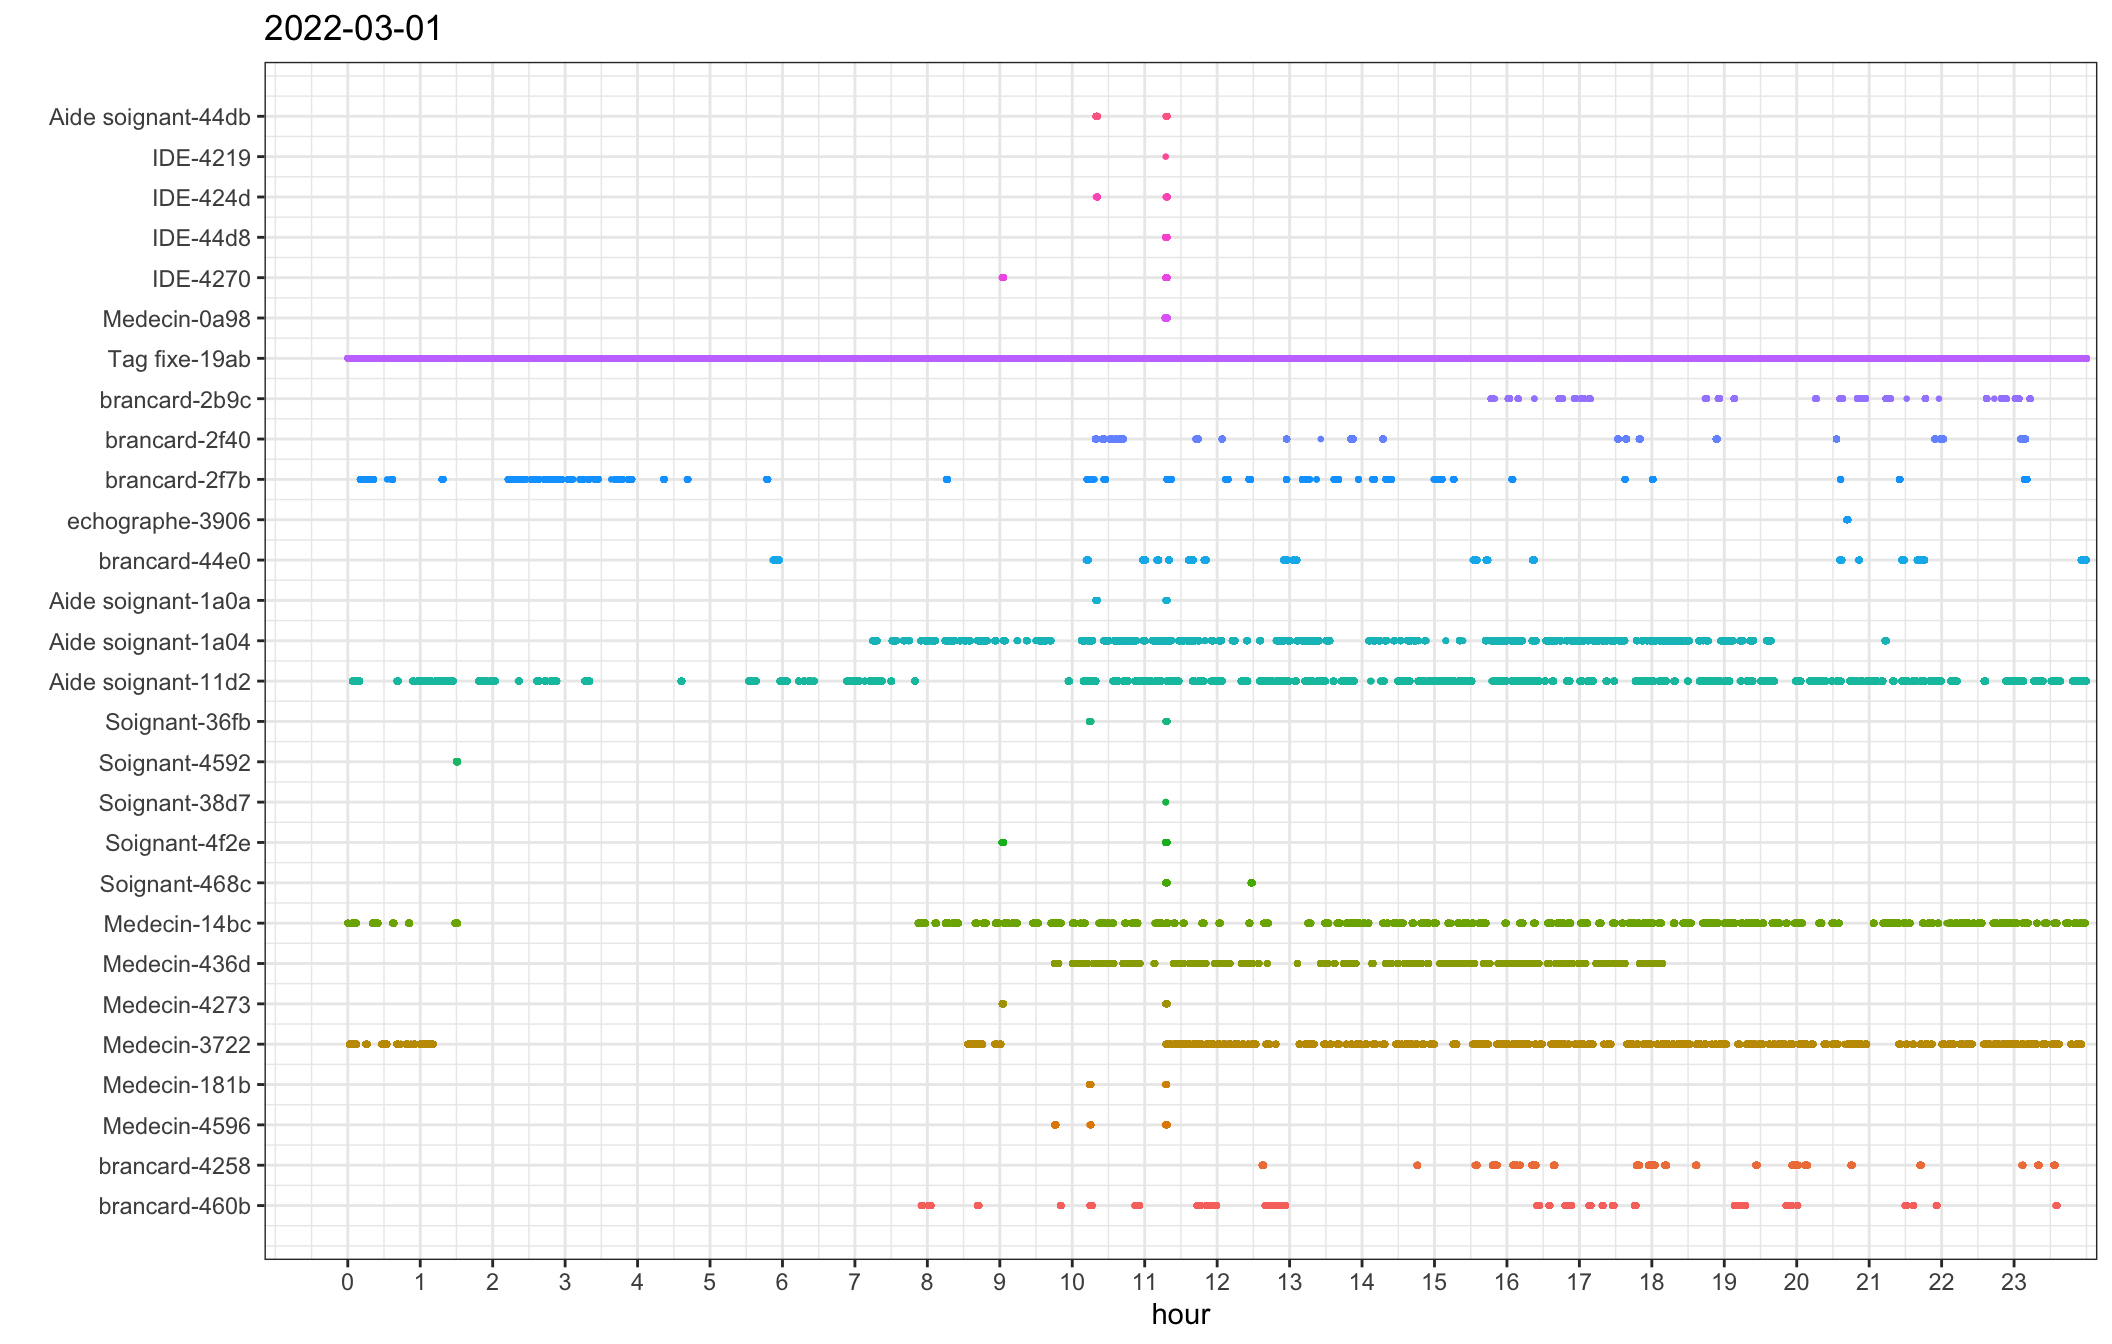 2022-03-01
Aide soignant-44db
IDE-4219
IDE-424d
IDE-44d8
IDE-4270
Medecin-0a98
Tag fixe-19ab
brancard-2b9c
brancard-2f40
brancard-2f7b
echographe-3906
brancard-44e0
Aide soignant-1a0a
Aide soignant-1a04
Aide soignant-11d2
Soignant-36fb
Soignant-4592
Soignant-38d7
Soignant-4f2e
Soignant-468c
Medecin-14bc
Medecin-436d
Medecin-4273
Medecin-3722
Medecin-181b
Medecin-4596
brancard-4258
brancard-460b
0 1 2 3 4 5 6 7 8 9 10 11 12 13 14 15 16 17 18 19 20 21 22 23
hour